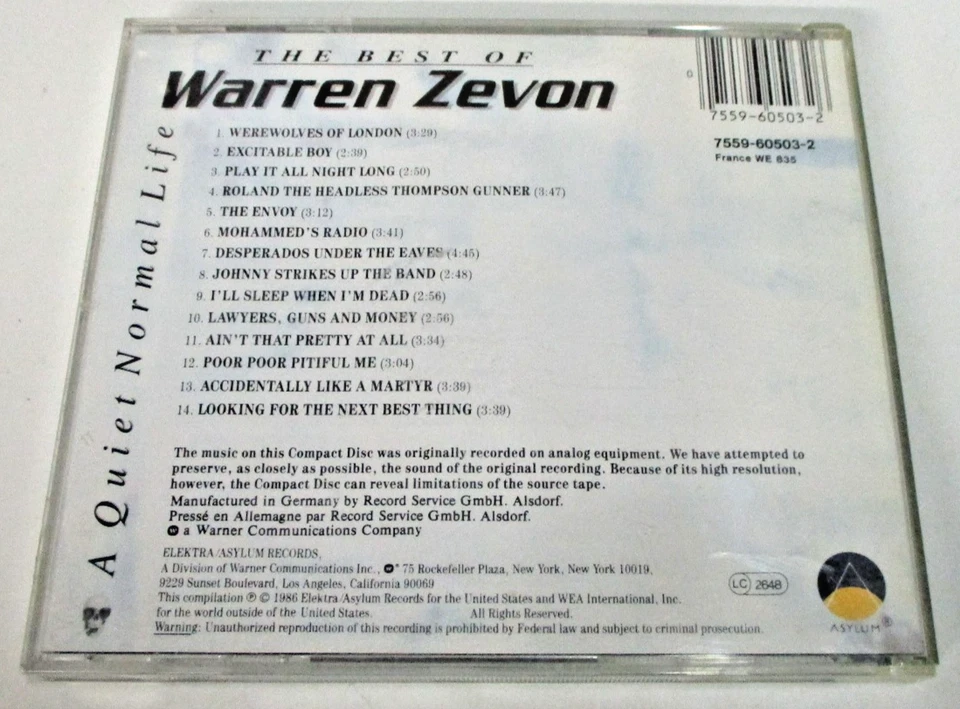 THE BEST OF
Warren Zevon
A Quiet Normal Life
0
7559-60503-2
7559-60503-2
France WE 835
1. WEREWOLVES OF LONDON (3:29)
2. EXCITABLE BOY (2:39)
3. PLAY IT ALL NIGHT LONG (2:50)
4. ROLAND THE HEADLESS THOMPSON GUNNER (3:47)
5. THE ENVOY (3:12)
6. MOHAMMED'S RADIO (3:41)
7. DESPERADOS UNDER THE EAVES (4:45)
8. JOHNNY STRIKES UP THE BAND (2:48)
9. I'LL SLEEP WHEN I'M DEAD (2:56)
10. LAWYERS, GUNS AND MONEY (2:56)
11. AIN'T THAT PRETTY AT ALL (3:34)
12. POOR POOR PITIFUL ME (3:04)
13. ACCIDENTALLY LIKE A MARTYR (3:39)
14. LOOKING FOR THE NEXT BEST THING (3:39)
The music on this Compact Disc was originally recorded on analog equipment. We have attempted to
preserve, as closely as possible, the sound of the original recording. Because of its high resolution,
however, the Compact Disc can reveal limitations of the source tape.
Manufactured in Germany by Record Service GmbH. Alsdorf.
Pressé en Allemagne par Record Service GmbH. Alsdorf.
a Warner Communications Company
ELEKTRA/ASYLUM RECORDS,
A Division of Warner Communications Inc., ® 75 Rockefeller Plaza, New York, New York 10019,
9229 Sunset Boulevard, Los Angeles, California 90069
This compilation ℗ © 1986 Elektra/Asylum Records for the United States and WEA International, Inc.
for the world outside of the United States. All Rights Reserved.
Warning: Unauthorized reproduction of this recording is prohibited by Federal law and subject to criminal prosecution.
LC 2648
ASYLUM®